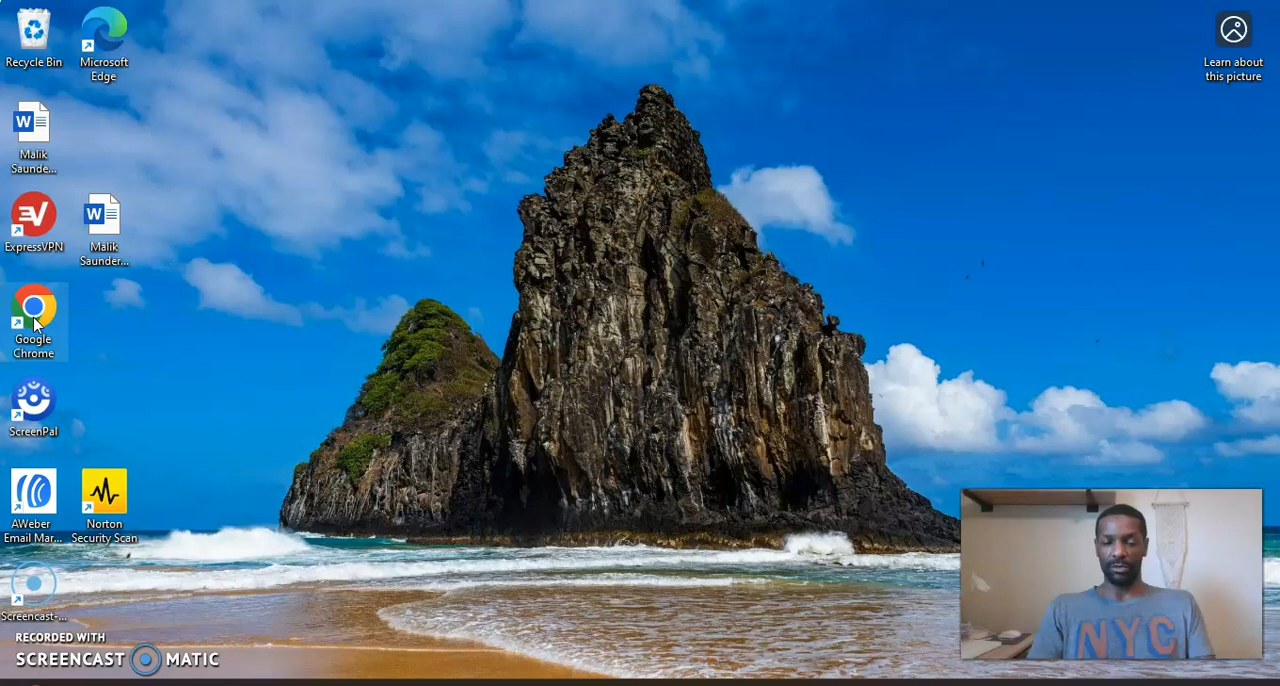 Recycle Bin
Microsoft
Edge
Learn about
this picture
W
Malik
Saunde...
EV
ExpressVPN
W
Malik
Saunder...
Google
Chrome
ScreenPal
AWeber
Email Mar...
Norton
Security Scan
Screencast-...
RECORDED WITH
SCREENCAST MATIC
NYC